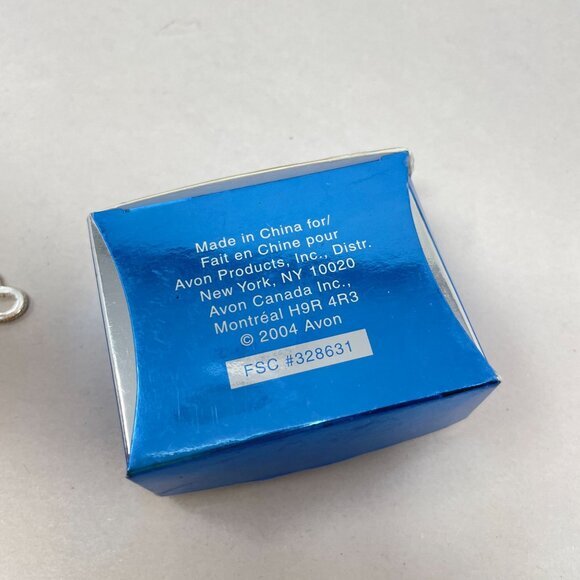 Made in China for/
Fait en Chine pour
Avon Products, Inc., Distr.
New York, NY 10020
Avon Canada Inc.,
Montréal H9R 4R3
© 2004 Avon
FSC #328631